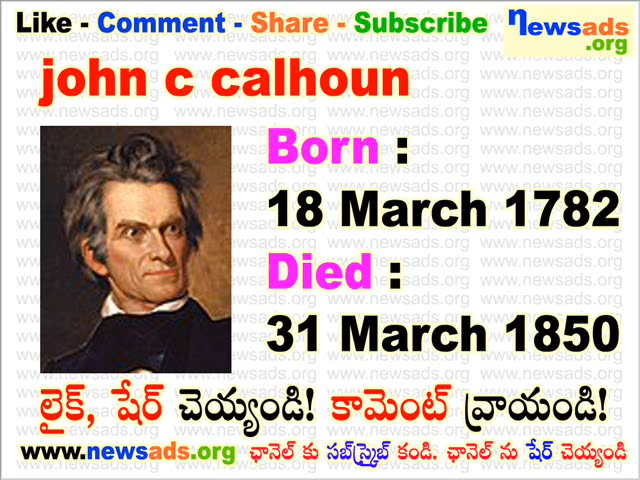 Like - Comment - Share - Subscribe
newsads
.org
john c calhoun
Born :
18 March 1782
Died :
31 March 1850
లైక్, షేర్ చెయ్యండి! కామెంట్ వ్రాయండి!
www.newsads.org ఛానెల్ కు సబ్‌స్క్రైబ్ కండి. ఛానెల్ ను షేర్ చెయ్యండి